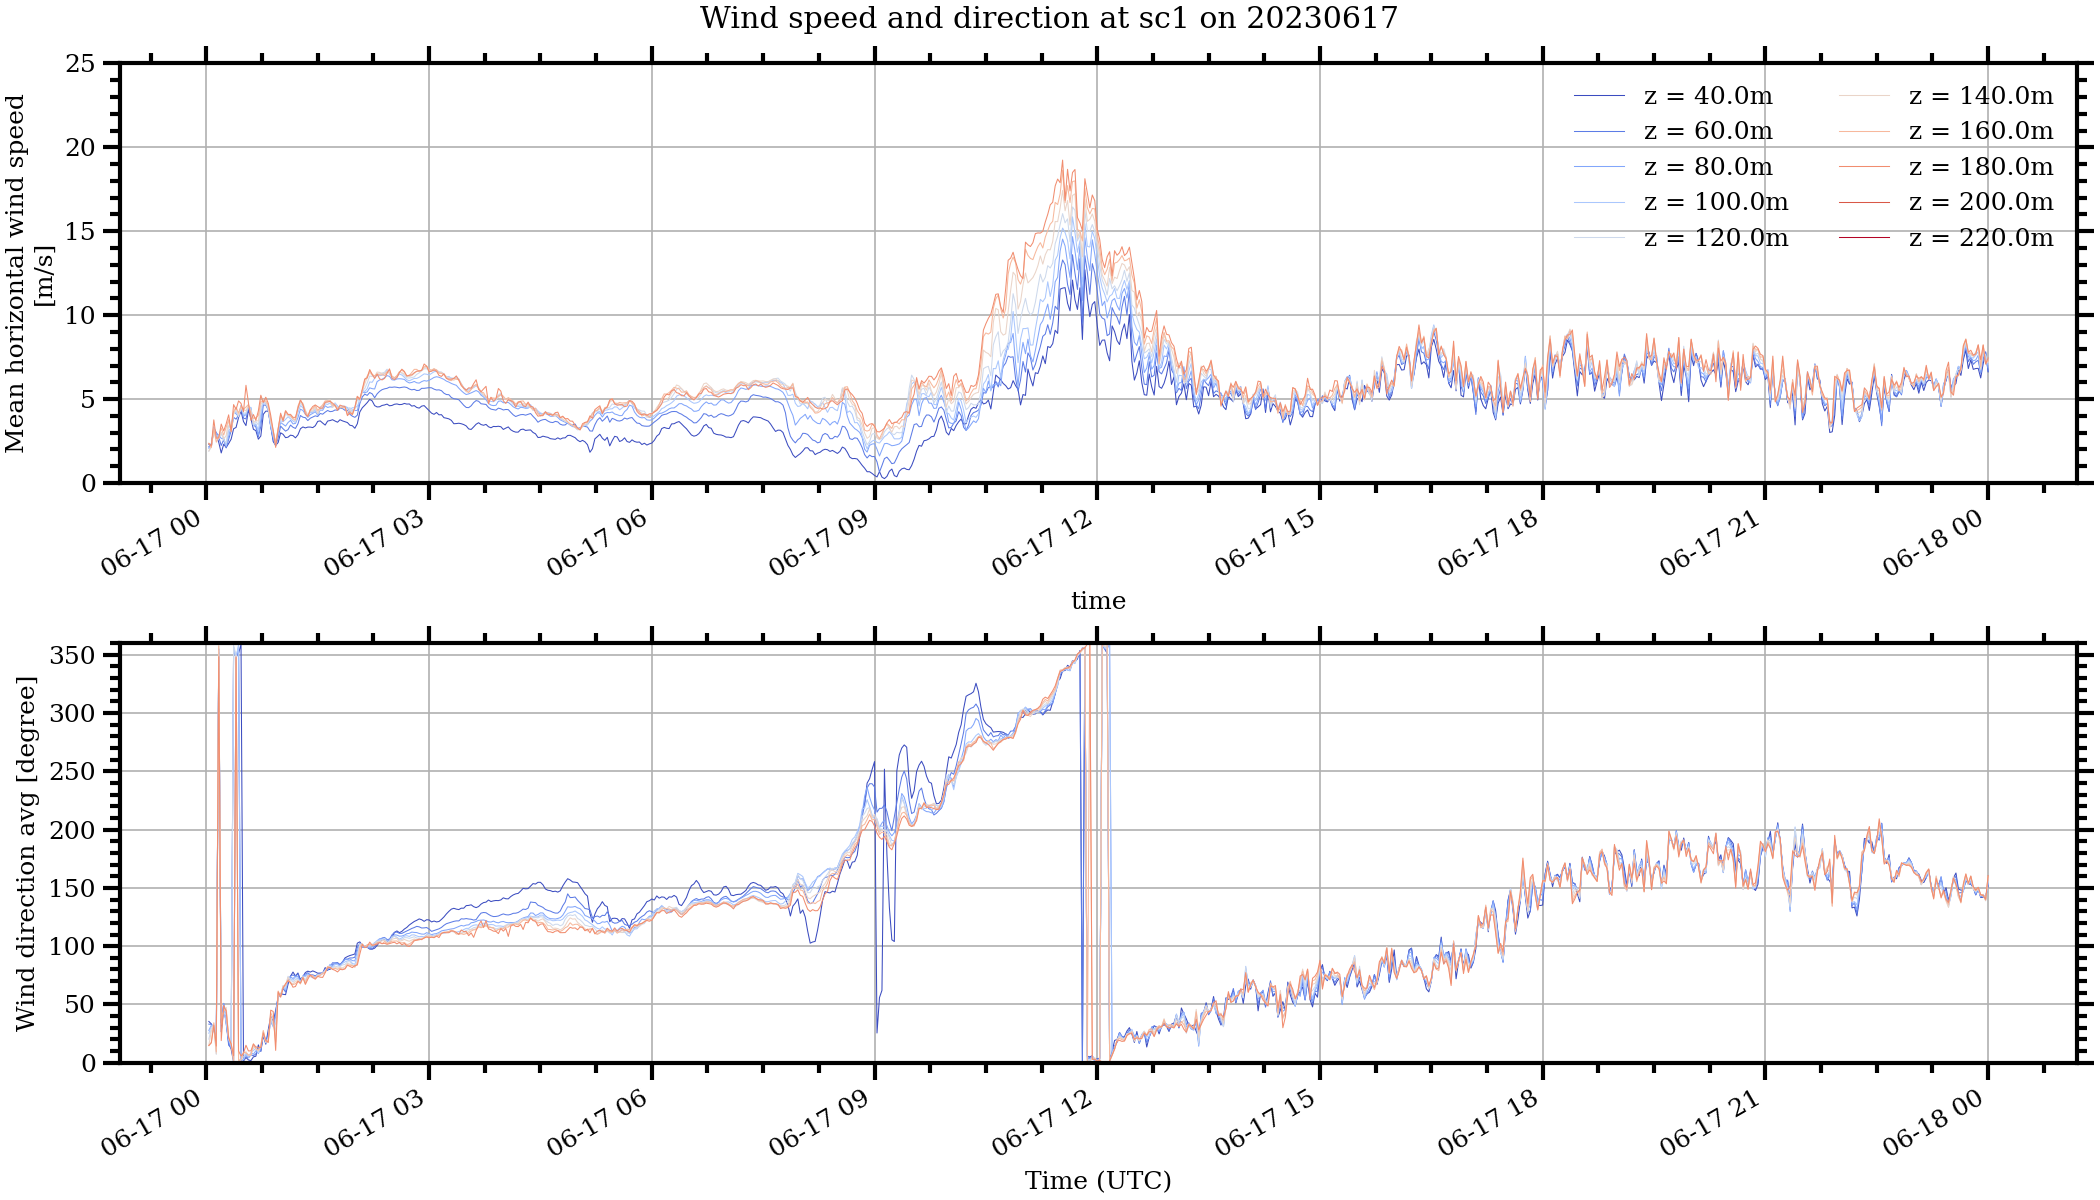 Wind speed and direction at sc1 on 20230617
Mean horizontal wind speed
[m/s]
25
20
15
10
5
0
z = 40.0m
z = 60.0m
z = 80.0m
z = 100.0m
z = 120.0m
z = 140.0m
z = 160.0m
z = 180.0m
z = 200.0m
z = 220.0m
06-17 00
06-17 03
06-17 06
06-17 09
06-17 12
06-17 15
06-17 18
06-17 21
06-18 00
time
Wind direction avg [degree]
350
300
250
200
150
100
50
0
06-17 00
06-17 03
06-17 06
06-17 09
06-17 12
06-17 15
06-17 18
06-17 21
06-18 00
Time (UTC)